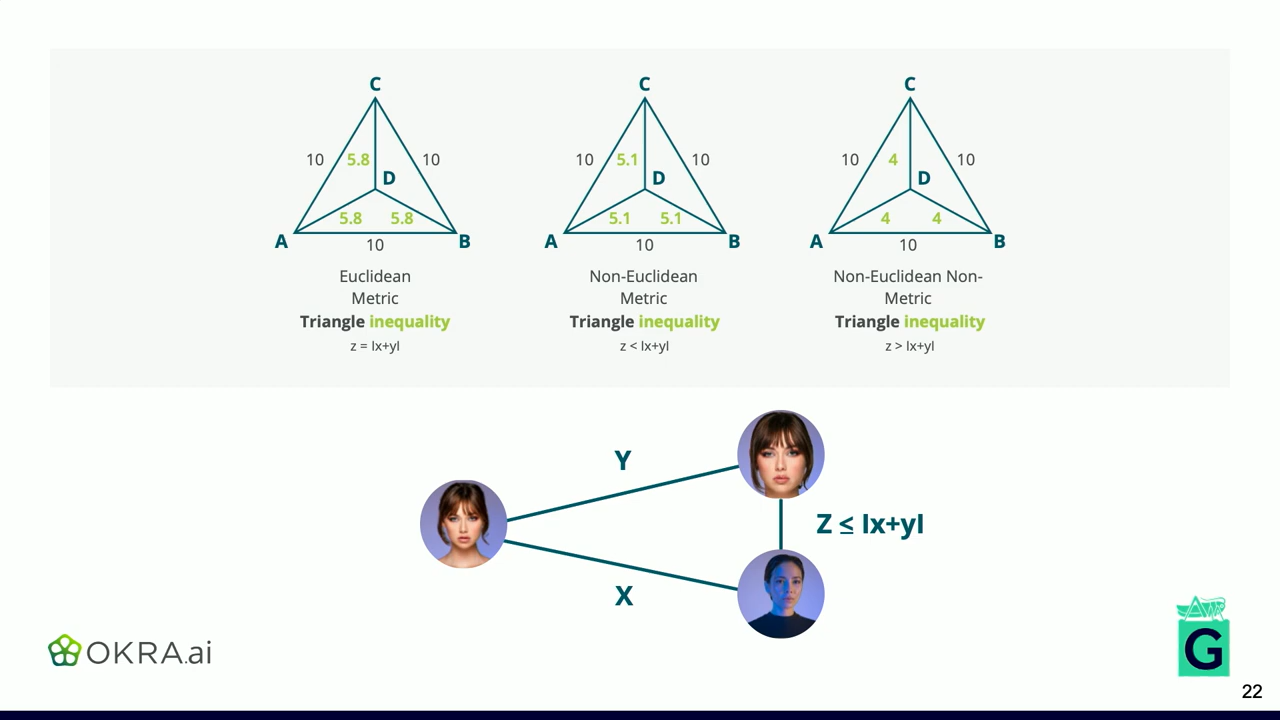 C
10
5.8
10
D
5.8
5.8
A
B
10
Euclidean
Metric
Triangle inequality
z = lx+yl
C
10
5.1
10
D
5.1
5.1
A
B
10
Non-Euclidean
Metric
Triangle inequality
z < lx+yl
C
10
4
10
D
4
4
A
B
10
Non-Euclidean Non-
Metric
Triangle inequality
z > lx+yl
Y
Z ≤ lx+yl
X
OKRA.ai
G
22